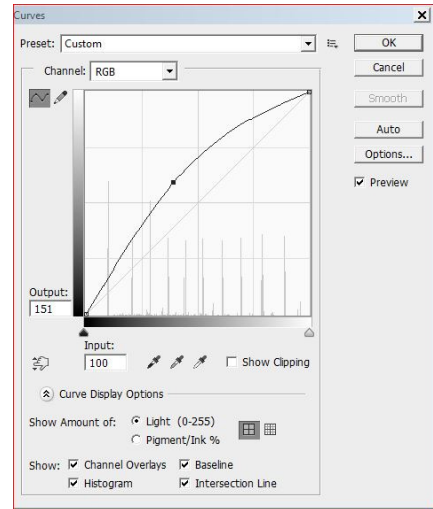 Curves
Preset: Custom
OK
Channel: RGB
Cancel
Smooth
Auto
Options...
Preview
Output:
151
Input:
100
Show Clipping
Curve Display Options
Show Amount of: Light (0-255)
Pigment/Ink %
Show: Channel Overlays Baseline
Histogram Intersection Line